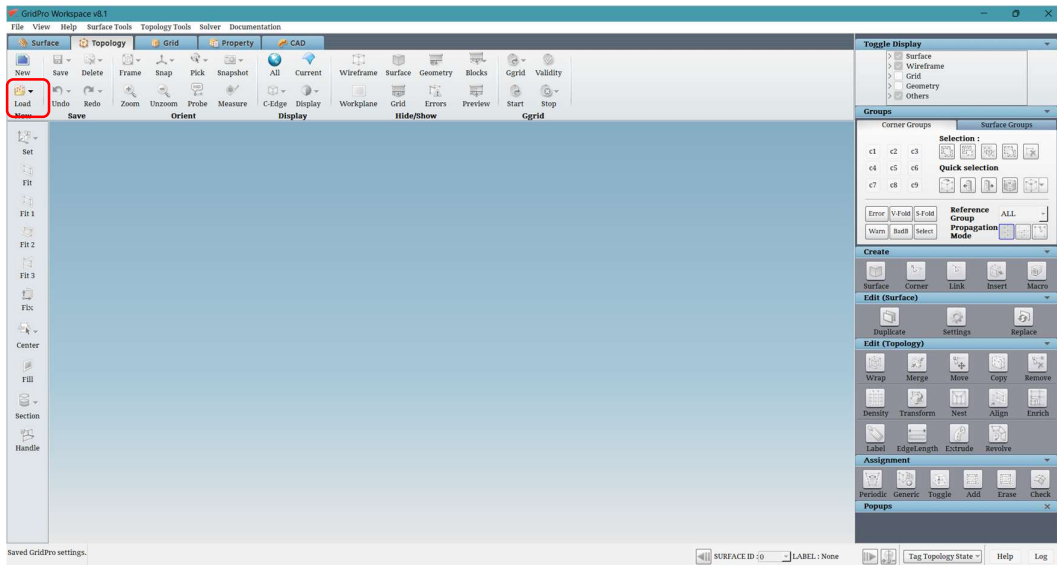 GridPro Workspace v8.1
File View Help Surface Tools Topology Tools Solver Documentation
Surface Topology Grid Property CAD
New Save Delete Frame Snap Pick Snapshot All Current Wireframe Surface Geometry Blocks Ggrid Validity
Load Undo Redo Zoom Unzoom Probe Measure C-Edge Display Workplane Grid Errors Preview Start Stop
New Save Orient Display Hide/Show Ggrid
Set
Fit
Fit 1
Fit 2
Fit 3
Fix
Center
Fill
Section
Handle
Toggle Display
Surface
Wireframe
Grid
Geometry
Others
Groups
Corner Groups Surface Groups
Selection :
c1 c2 c3
c4 c5 c6 Quick selection
c7 c8 c9
Error V-Fold S-Fold Reference Group ALL
Warn BadB Select Propagation Mode
Create
Surface Corner Link Insert Macro
Edit (Surface)
Duplicate Settings Replace
Edit (Topology)
Wrap Merge Move Copy Remove
Density Transform Nest Align Enrich
Label EdgeLength Extrude Revolve
Assignment
Periodic Generic Toggle Add Erase Check
Popups
Saved GridPro settings. SURFACE ID : 0 LABEL : None Tag Topology State Help Log